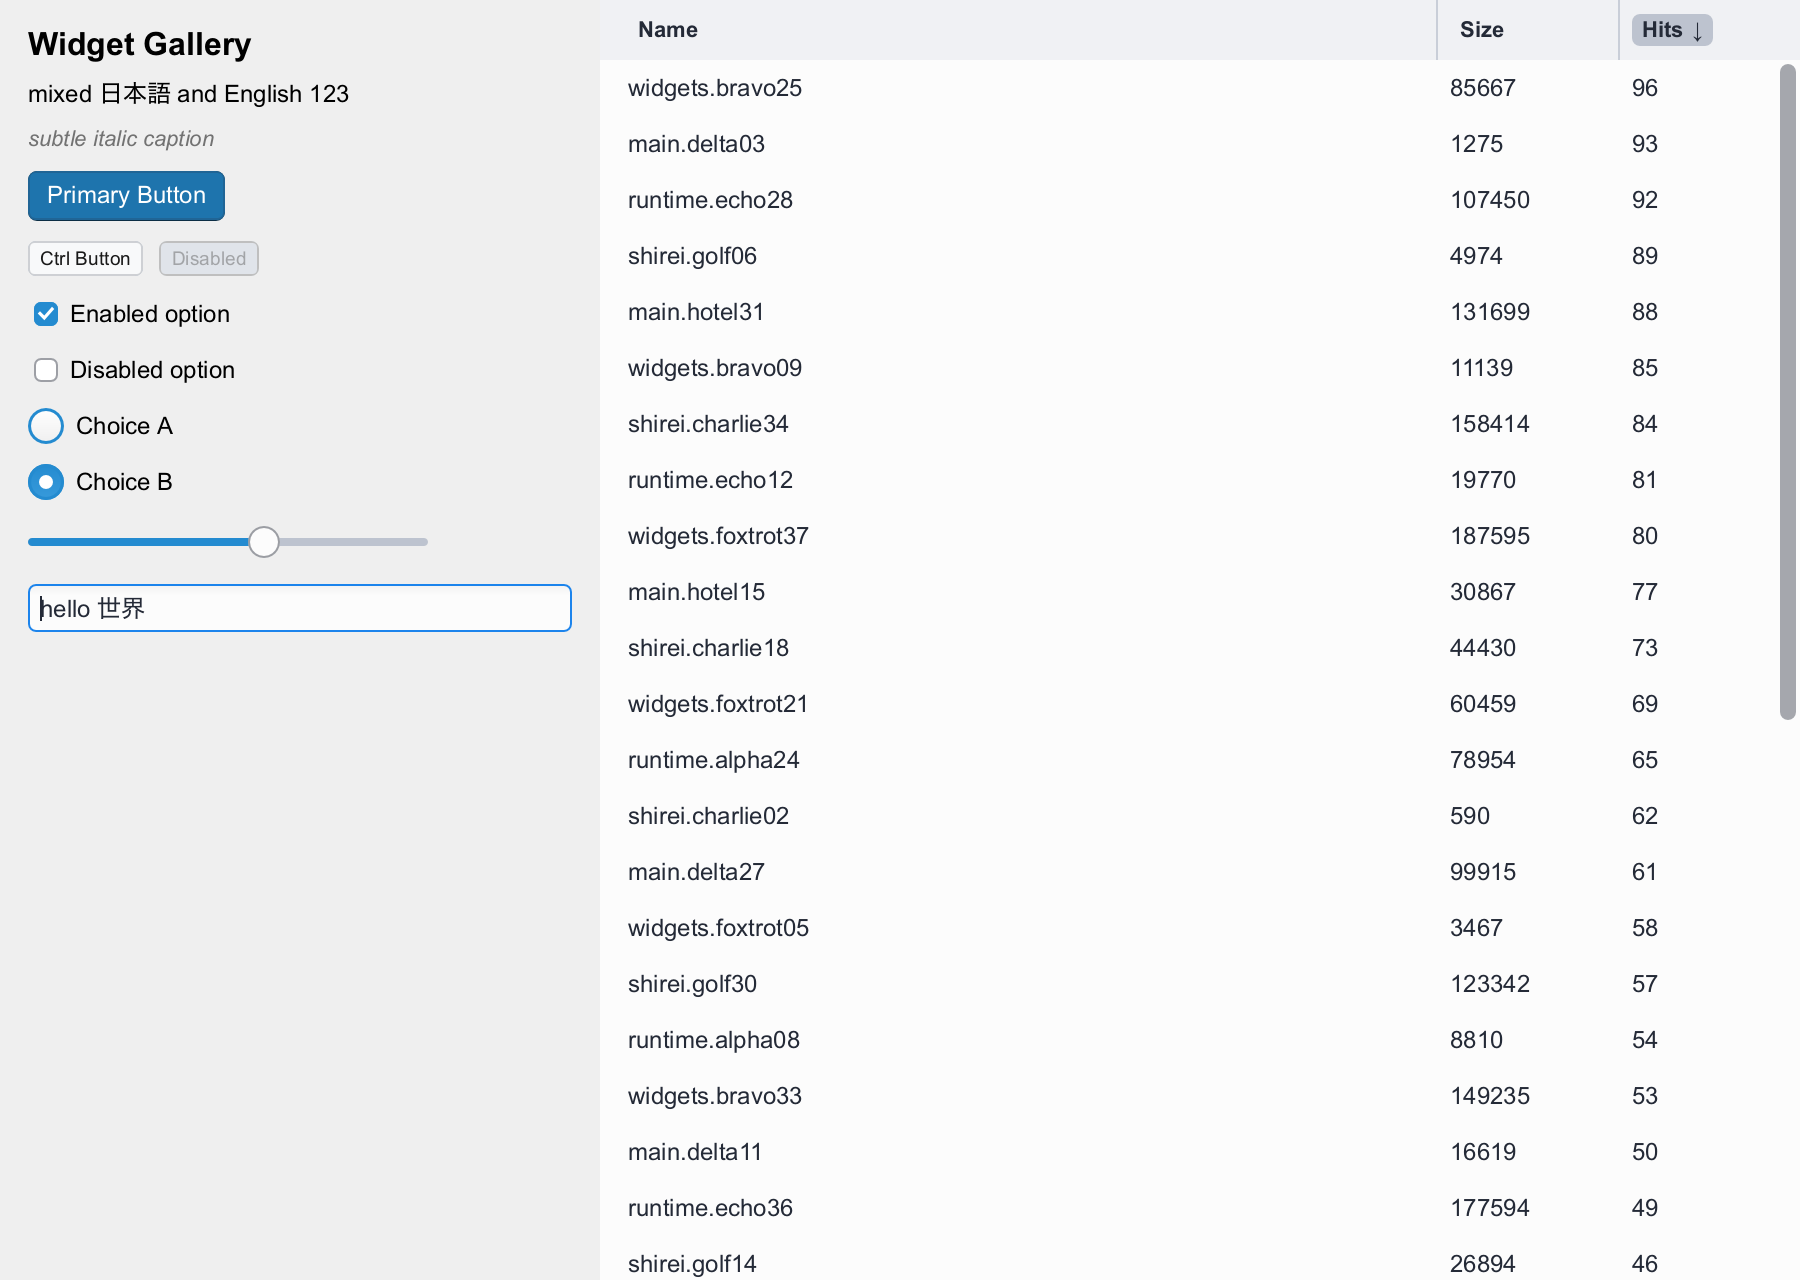 Widget Gallery
mixed 日本語 and English 123
subtle italic caption
Primary Button
Ctrl Button Disabled
Enabled option
Disabled option
Choice A
Choice B
hello 世界
Name Size Hits ↓
widgets.bravo25 85667 96
main.delta03 1275 93
runtime.echo28 107450 92
shirei.golf06 4974 89
main.hotel31 131699 88
widgets.bravo09 11139 85
shirei.charlie34 158414 84
runtime.echo12 19770 81
widgets.foxtrot37 187595 80
main.hotel15 30867 77
shirei.charlie18 44430 73
widgets.foxtrot21 60459 69
runtime.alpha24 78954 65
shirei.charlie02 590 62
main.delta27 99915 61
widgets.foxtrot05 3467 58
shirei.golf30 123342 57
runtime.alpha08 8810 54
widgets.bravo33 149235 53
main.delta11 16619 50
runtime.echo36 177594 49
shirei.golf14 26894 46